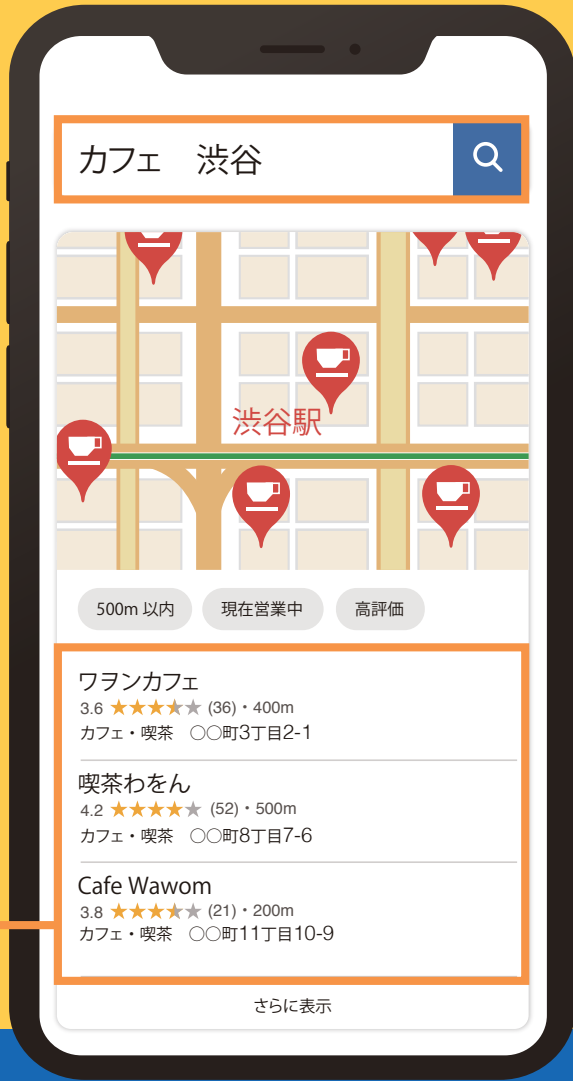 カフェ　渋谷
渋谷駅
500m 以内
現在営業中
高評価
ワヲンカフェ
3.6 ★★★★★ (36)・400m
カフェ・喫茶　○○町3丁目2-1
喫茶わをん
4.2 ★★★★★ (52)・500m
カフェ・喫茶　○○町8丁目7-6
Cafe Wawom
3.8 ★★★★★ (21)・200m
カフェ・喫茶　○○町11丁目10-9
さらに表示